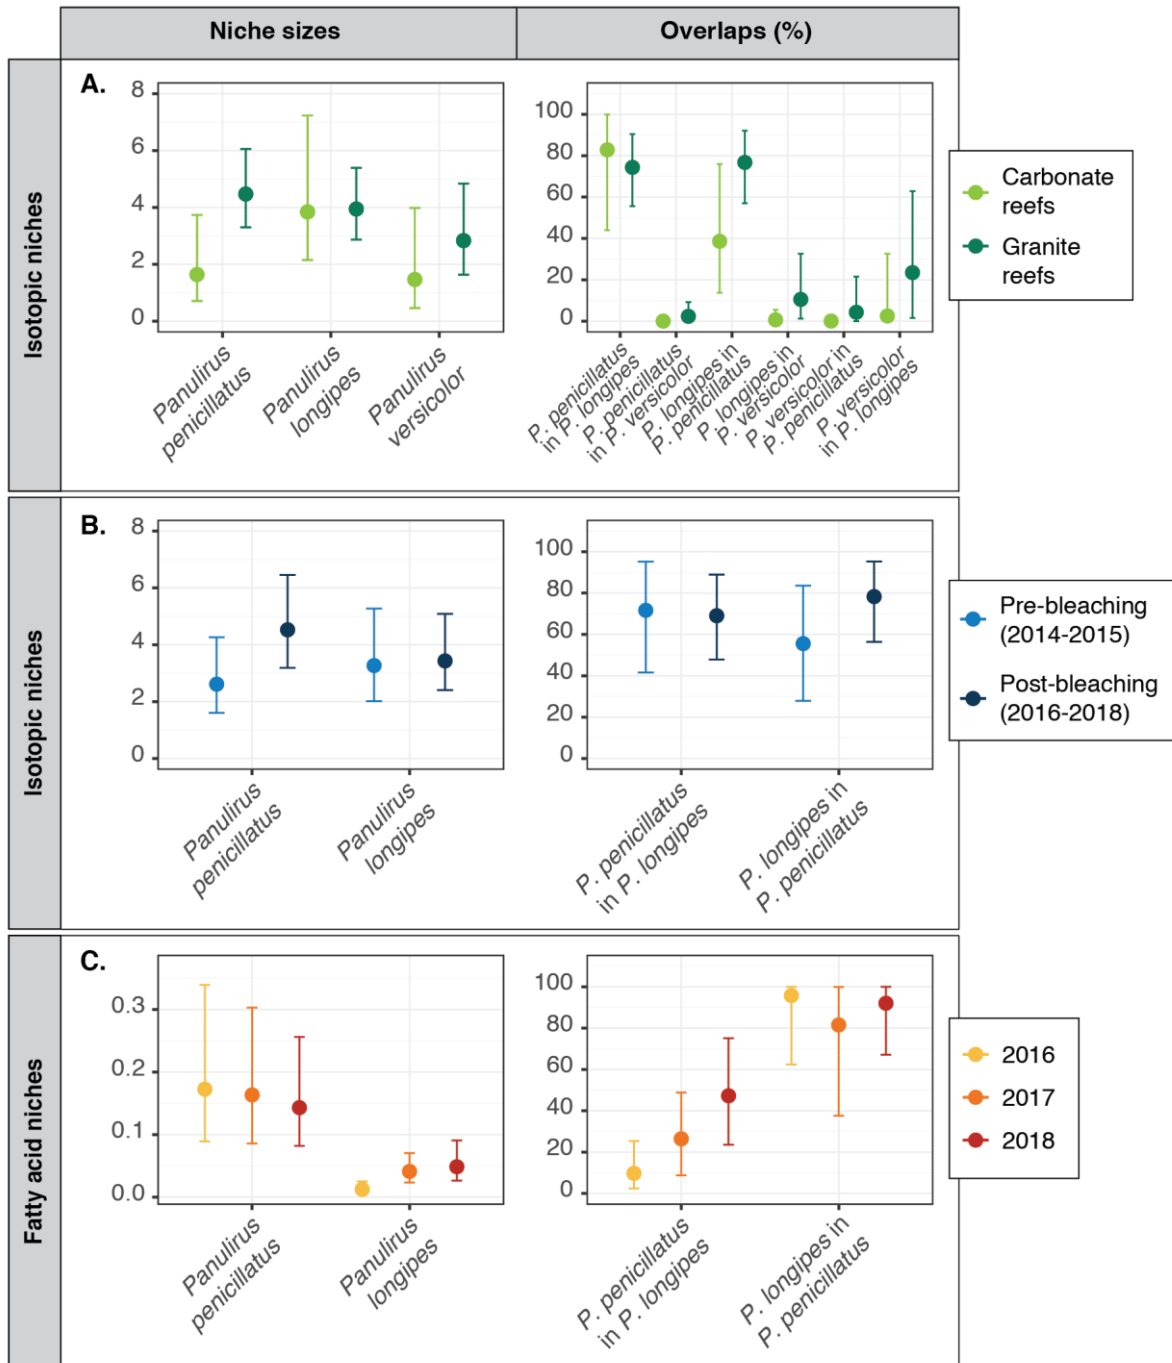 Niche sizes
Overlaps (%)
Isotopic niches
A.
8
6
4
2
0
Panulirus
penicillatus
Panulirus
longipes
Panulirus
versicolor
100
80
60
40
20
0
P. penicillatus
in P. longipes
P. penicillatus
in P. versicolor
P. longipes in
P. penicillatus
P. longipes in
P. versicolor
P. versicolor in
P. penicillatus
P. versicolor
in P. longipes
Carbonate
reefs
Granite
reefs
Isotopic niches
B.
8
6
4
2
0
Panulirus
penicillatus
Panulirus
longipes
100
80
60
40
20
0
P. penicillatus
in P. longipes
P. longipes in
P. penicillatus
Pre-bleaching
(2014-2015)
Post-bleaching
(2016-2018)
Fatty acid niches
C.
0.3
0.2
0.1
0.0
Panulirus
penicillatus
Panulirus
longipes
100
80
60
40
20
0
P. penicillatus
in P. longipes
P. longipes in
P. penicillatus
2016
2017
2018